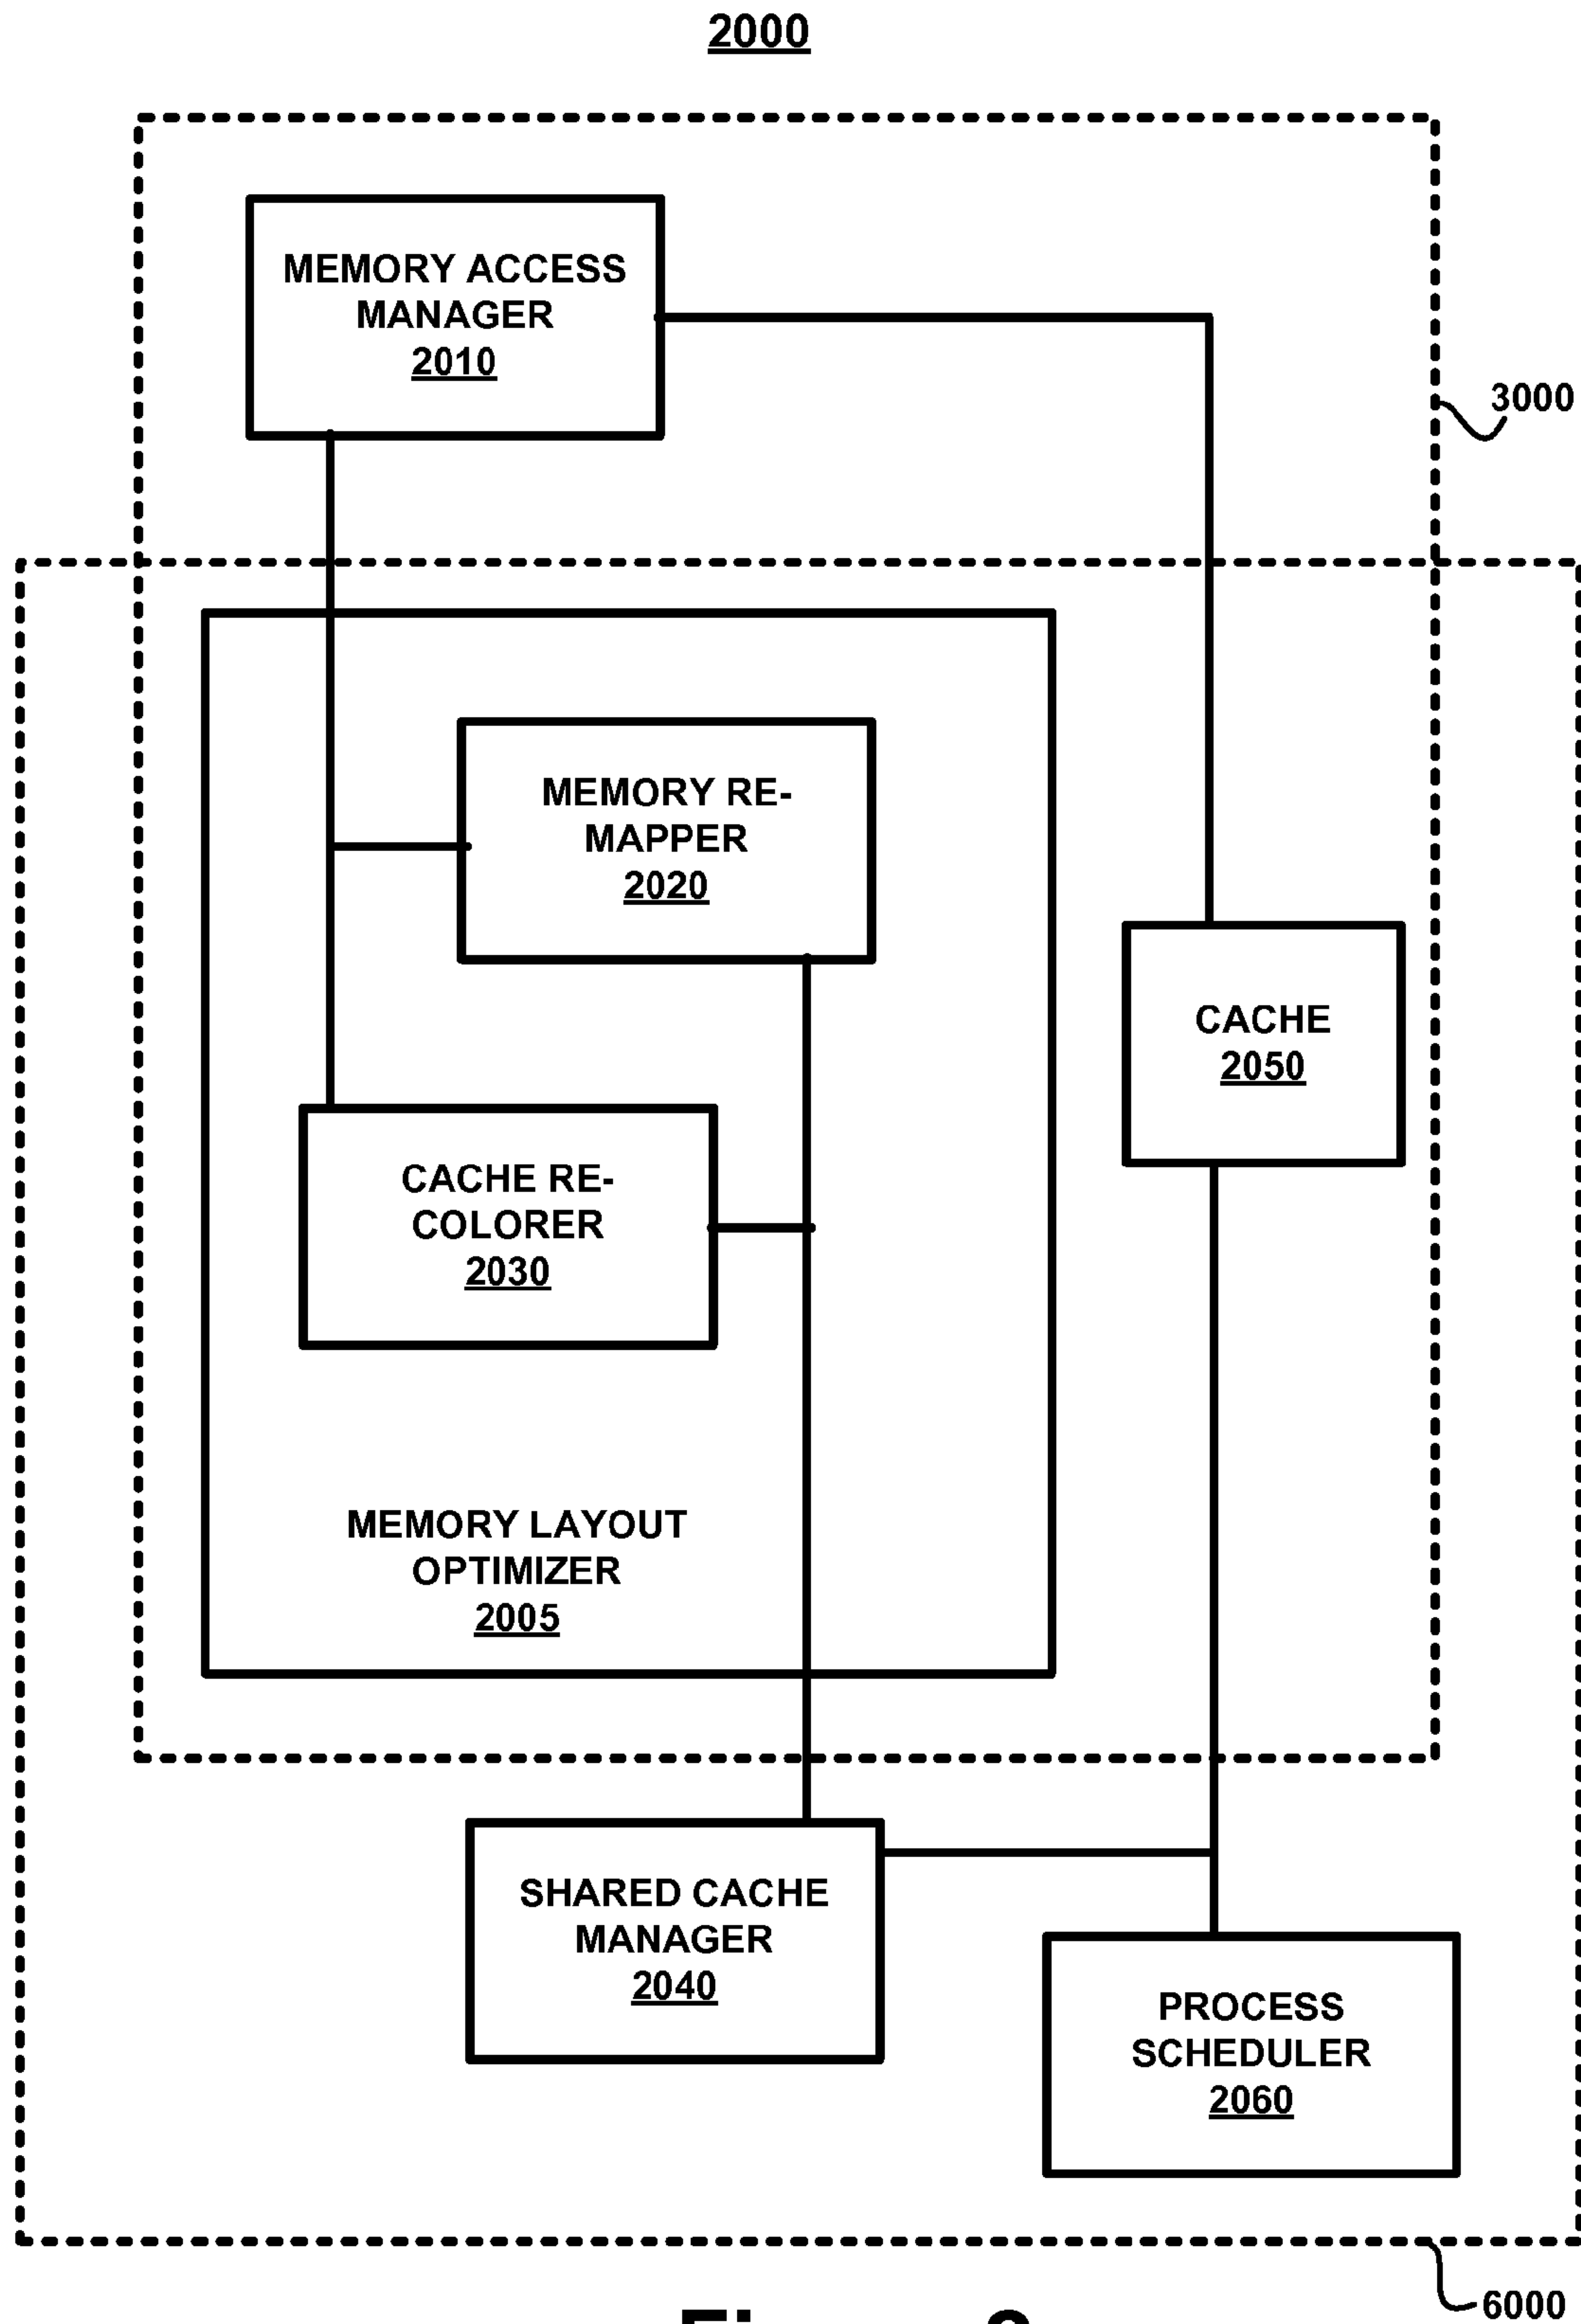 2000
MEMORY ACCESS
MANAGER
2010
3000
MEMORY RE-
MAPPER
2020
CACHE
2050
CACHE RE-
COLORER
2030
MEMORY LAYOUT
OPTIMIZER
2005
SHARED CACHE
MANAGER
2040
PROCESS
SCHEDULER
2060
6000